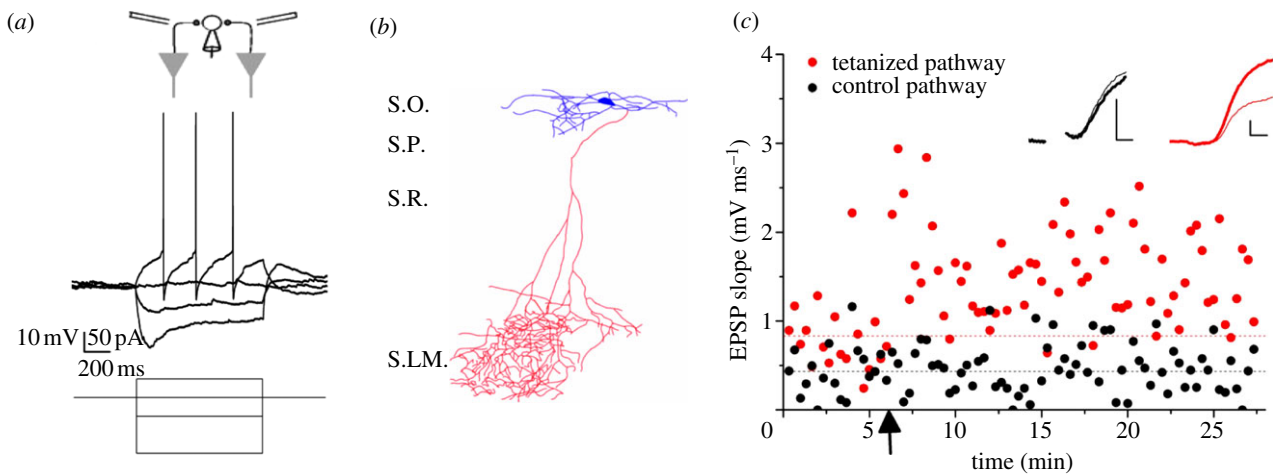 (a)
10 mV 50 pA
200 ms
(b)
S.O.
S.P.
S.R.
S.LM.
(c)
tetanized pathway
control pathway
EPSP slope (mV ms⁻¹)
4
3
2
1
0
0 5 10 15 20 25
time (min)